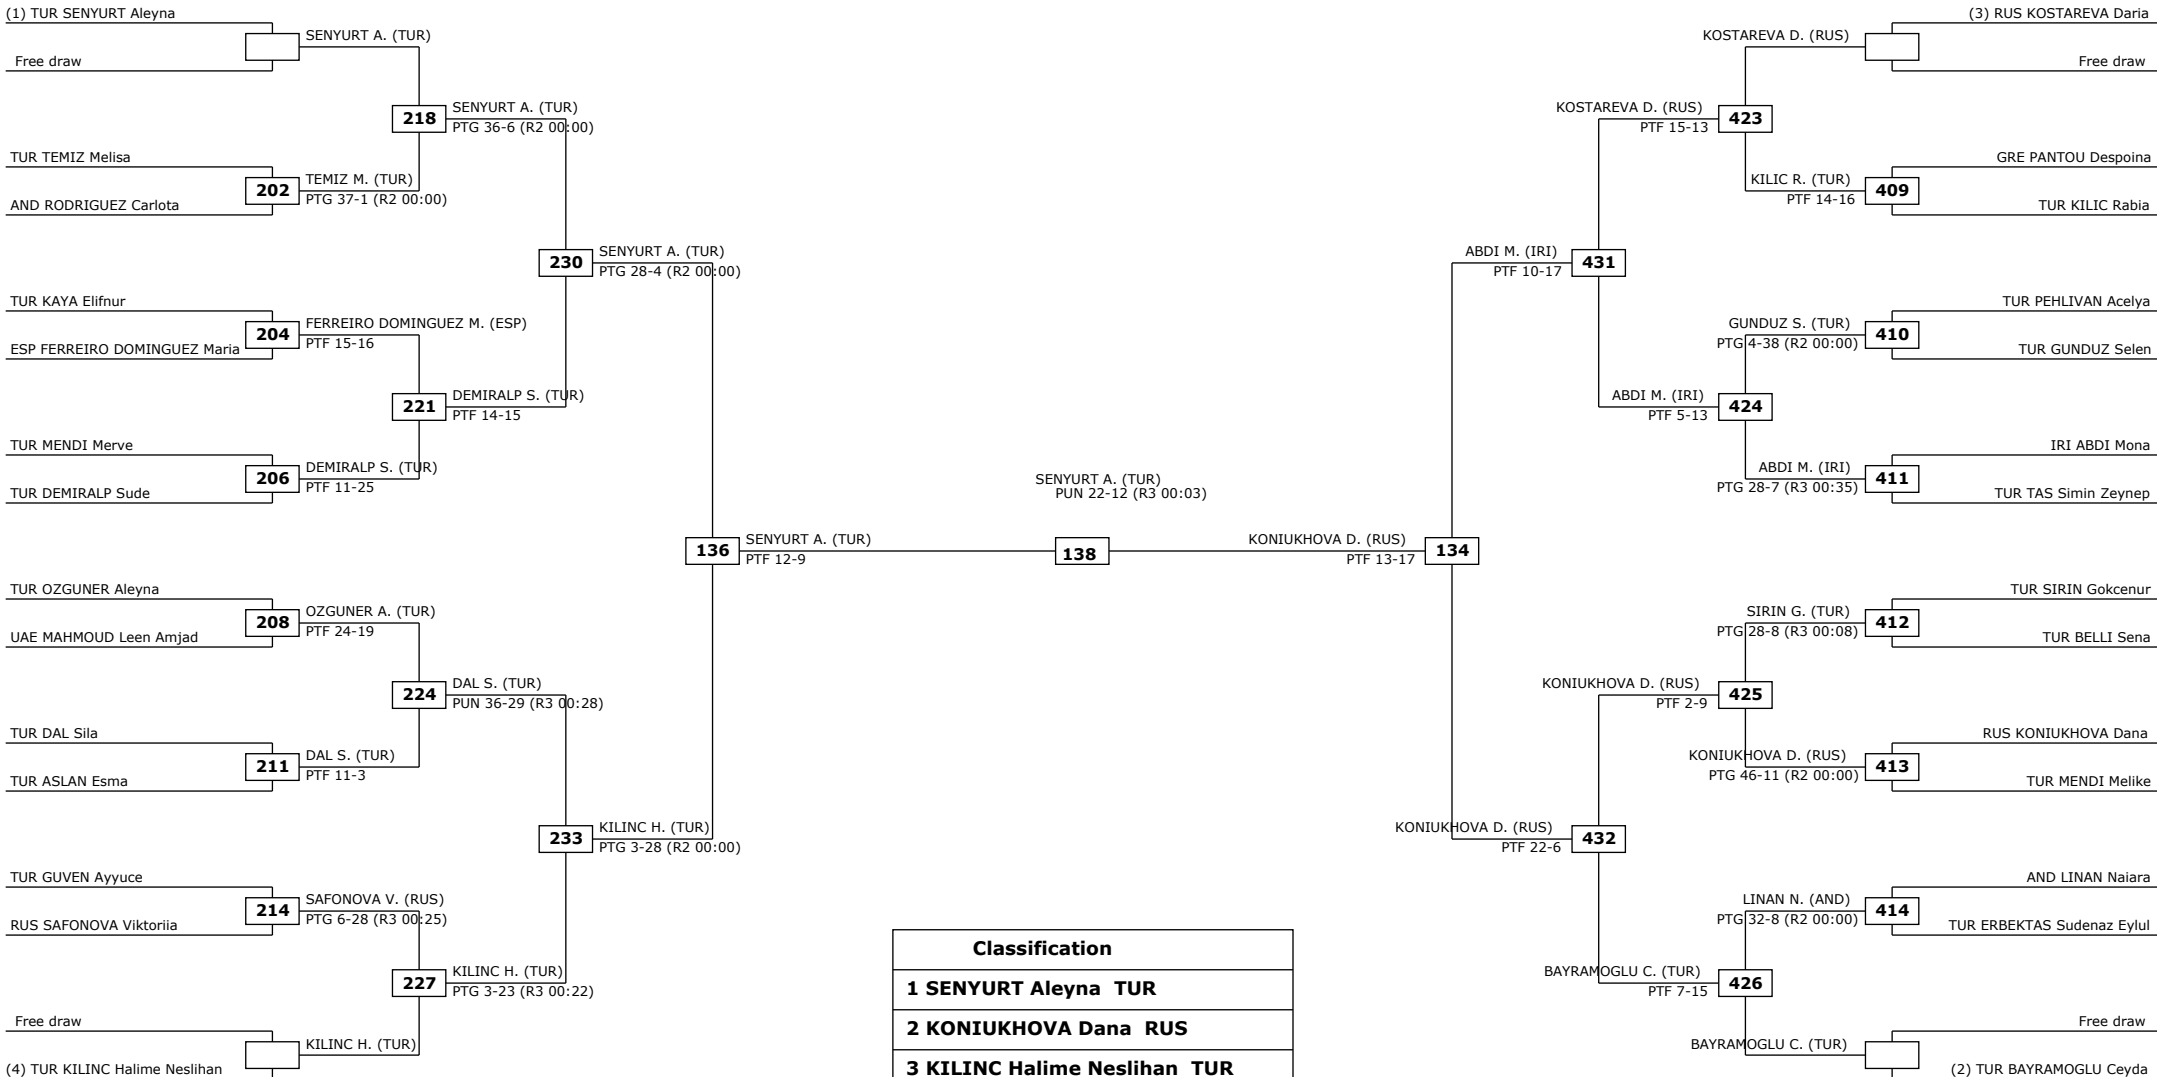 (1) TUR SENYURT Aleyna
SENYURT A. (TUR)
Free draw
218
SENYURT A. (TUR)
PTG 36-6 (R2 00:00)
TUR TEMIZ Melisa
202
TEMIZ M. (TUR)
PTG 37-1 (R2 00:00)
AND RODRIGUEZ Carlota
230
SENYURT A. (TUR)
PTG 28-4 (R2 00:00)
TUR KAYA Elifnur
204
FERREIRO DOMINGUEZ M. (ESP)
PTF 15-16
ESP FERREIRO DOMINGUEZ Maria
221
DEMIRALP S. (TUR)
PTF 14-15
TUR MENDI Merve
206
DEMIRALP S. (TUR)
PTF 11-25
TUR DEMIRALP Sude
136
SENYURT A. (TUR)
PTF 12-9
TUR OZGUNER Aleyna
208
OZGUNER A. (TUR)
PTF 24-19
UAE MAHMOUD Leen Amjad
224
DAL S. (TUR)
PUN 36-29 (R3 00:28)
TUR DAL Sila
211
DAL S. (TUR)
PTF 11-3
TUR ASLAN Esma
233
KILINC H. (TUR)
PTG 3-28 (R2 00:00)
TUR GUVEN Ayyuce
214
SAFONOVA V. (RUS)
PTG 6-28 (R3 00:25)
RUS SAFONOVA Viktoriia
227
KILINC H. (TUR)
PTG 3-23 (R3 00:22)
Free draw
KILINC H. (TUR)
(4) TUR KILINC Halime Neslihan
SENYURT A. (TUR)
PUN 22-12 (R3 00:03)
138
(3) RUS KOSTAREVA Daria
KOSTAREVA D. (RUS)
Free draw
KOSTAREVA D. (RUS)
PTF 15-13
423
GRE PANTOU Despoina
KILIC R. (TUR)
PTF 14-16
409
TUR KILIC Rabia
ABDI M. (IRI)
PTF 10-17
431
TUR PEHLIVAN Acelya
GUNDUZ S. (TUR)
PTG 4-38 (R2 00:00)
410
TUR GUNDUZ Selen
ABDI M. (IRI)
PTF 5-13
424
IRI ABDI Mona
ABDI M. (IRI)
PTG 28-7 (R3 00:35)
411
TUR TAS Simin Zeynep
KONIUKHOVA D. (RUS)
PTF 13-17
134
TUR SIRIN Gokcenur
SIRIN G. (TUR)
PTG 28-8 (R3 00:08)
412
TUR BELLI Sena
KONIUKHOVA D. (RUS)
PTF 2-9
425
RUS KONIUKHOVA Dana
KONIUKHOVA D. (RUS)
PTG 46-11 (R2 00:00)
413
TUR MENDI Melike
KONIUKHOVA D. (RUS)
PTF 22-6
432
AND LINAN Naiara
LINAN N. (AND)
PTG 32-8 (R2 00:00)
414
TUR ERBEKTAS Sudenaz Eylul
BAYRAMOGLU C. (TUR)
PTF 7-15
426
Free draw
BAYRAMOGLU C. (TUR)
(2) TUR BAYRAMOGLU Ceyda
Classification
1 SENYURT Aleyna TUR
2 KONIUKHOVA Dana RUS
3 KILINC Halime Neslihan TUR